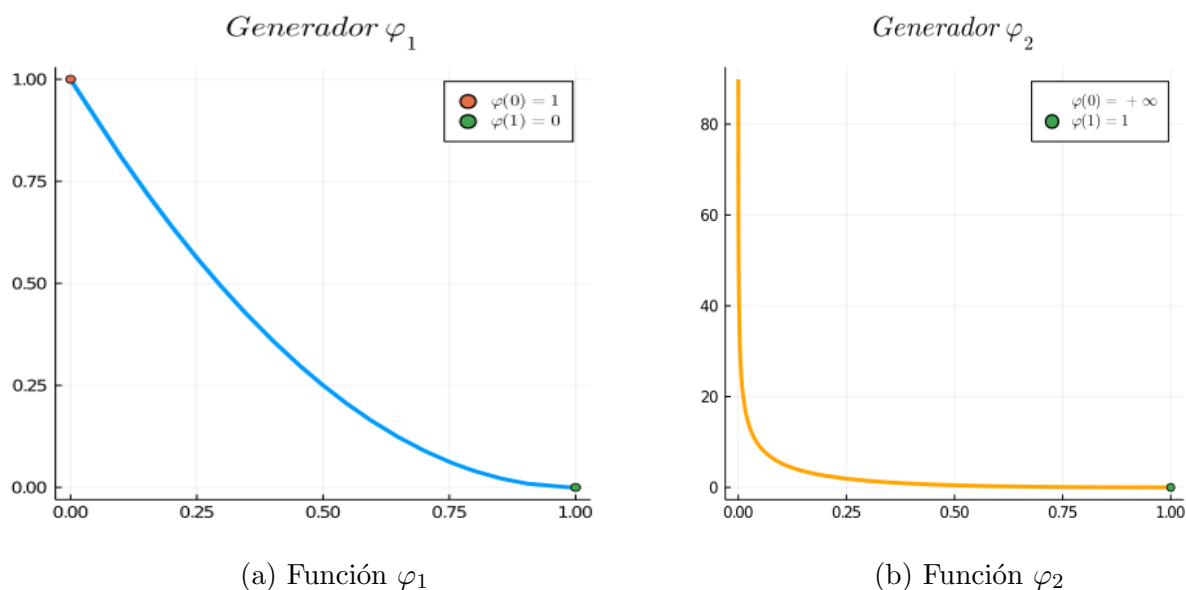 Generador φ₁
1.00
0.75
0.50
0.25
0.00
0.00 0.25 0.50 0.75 1.00
φ(0) = 1
φ(1) = 0
(a) Función φ₁
Generador φ₂
80
60
40
20
0
0.00 0.25 0.50 0.75 1.00
φ(0) = + ∞
φ(1) = 1
(b) Función φ₂